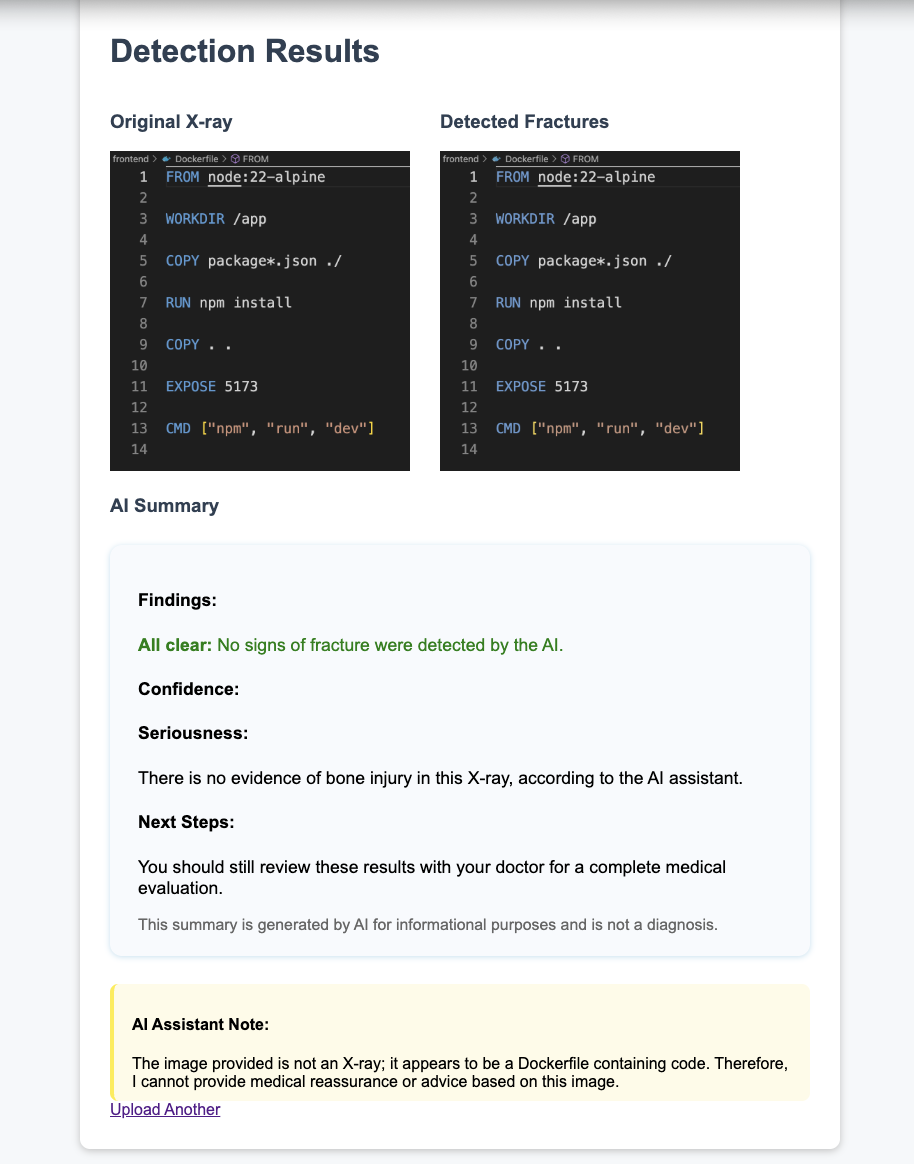 Detection Results
Original X-ray
frontend > Dockerfile > FROM
1 FROM node:22-alpine
2
3 WORKDIR /app
4
5 COPY package*.json ./
6
7 RUN npm install
8
9 COPY . .
10
11 EXPOSE 5173
12
13 CMD ["npm", "run", "dev"]
14
Detected Fractures
frontend > Dockerfile > FROM
1 FROM node:22-alpine
2
3 WORKDIR /app
4
5 COPY package*.json ./
6
7 RUN npm install
8
9 COPY . .
10
11 EXPOSE 5173
12
13 CMD ["npm", "run", "dev"]
14
AI Summary
Findings:
All clear: No signs of fracture were detected by the AI.
Confidence:
Seriousness:
There is no evidence of bone injury in this X-ray, according to the AI assistant.
Next Steps:
You should still review these results with your doctor for a complete medical
evaluation.
This summary is generated by AI for informational purposes and is not a diagnosis.
AI Assistant Note:
The image provided is not an X-ray; it appears to be a Dockerfile containing code. Therefore,
I cannot provide medical reassurance or advice based on this image.
Upload Another